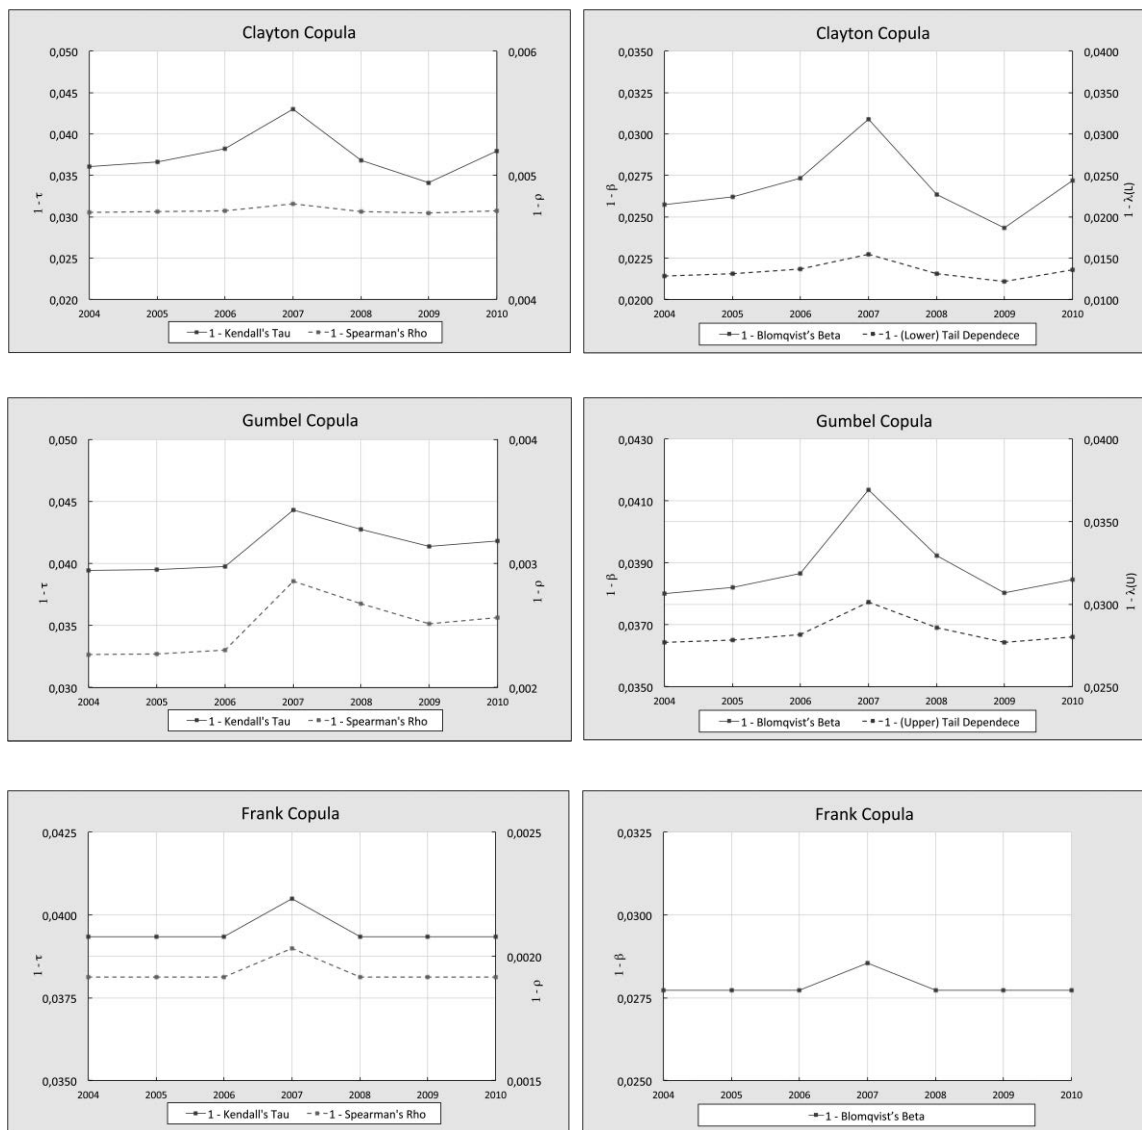 Clayton Copula
0,050
0,045
0,040
0,035
0,030
0,025
0,020
1 - τ
0,006
0,005
0,004
1 - ρ
2004 2005 2006 2007 2008 2009 2010
1 - Kendall's Tau 1 - Spearman's Rho
Clayton Copula
0,0350
0,0325
0,0300
0,0275
0,0250
0,0225
0,0200
1 - β
0,0400
0,0350
0,0300
0,0250
0,0200
0,0150
0,0100
1 - λ(L)
2004 2005 2006 2007 2008 2009 2010
1 - Blomqvist's Beta 1 - (Lower) Tail Dependece
Gumbel Copula
0,050
0,045
0,040
0,035
0,030
1 - τ
0,004
0,003
0,002
1 - ρ
2004 2005 2006 2007 2008 2009 2010
1 - Kendall's Tau 1 - Spearman's Rho
Gumbel Copula
0,0430
0,0410
0,0390
0,0370
0,0350
1 - β
0,0400
0,0350
0,0300
0,0250
1 - λ(U)
2004 2005 2006 2007 2008 2009 2010
1 - Blomqvist's Beta 1 - (Upper) Tail Dependece
Frank Copula
0,0425
0,0400
0,0375
0,0350
1 - τ
0,0025
0,0020
0,0015
1 - ρ
2004 2005 2006 2007 2008 2009 2010
1 - Kendall's Tau 1 - Spearman's Rho
Frank Copula
0,0325
0,0300
0,0275
0,0250
1 - β
2004 2005 2006 2007 2008 2009 2010
1 - Blomqvist's Beta